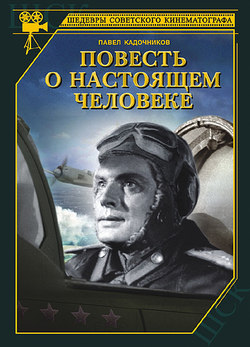 ШЕДЕВРЫ СОВЕТСКОГО КИНЕМАТОГРАФА
ПАВЕЛ КАДОЧНИКОВ
ПОВЕСТЬ
О НАСТОЯЩЕМ
ЧЕЛОВЕКЕ